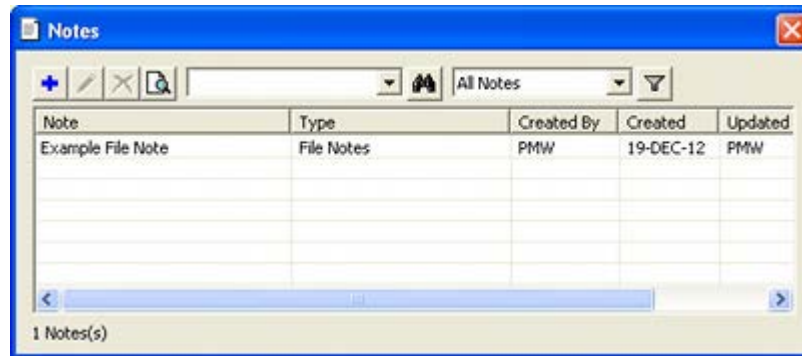 Notes
All Notes
Note Type Created By Created Updated
Example File Note File Notes PMW 19-DEC-12 PMW
1 Notes(s)